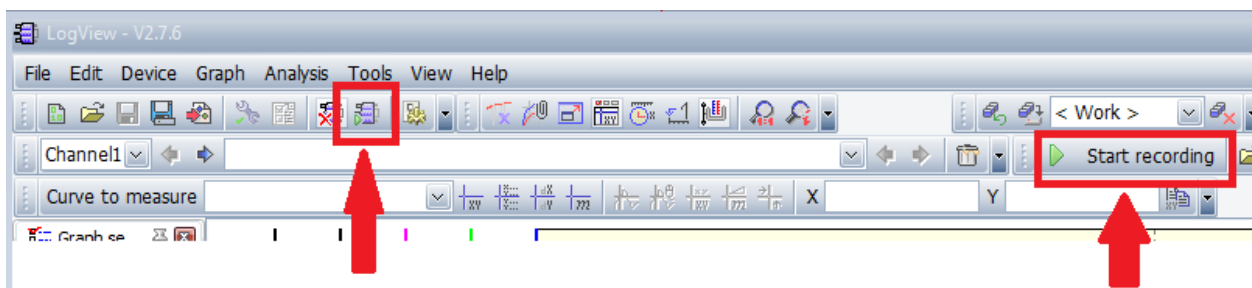 LogView - V2.7.6
File Edit Device Graph Analysis Tools View Help
< Work >
Channel1
Start recording
Curve to measure
X
Y
Graph se